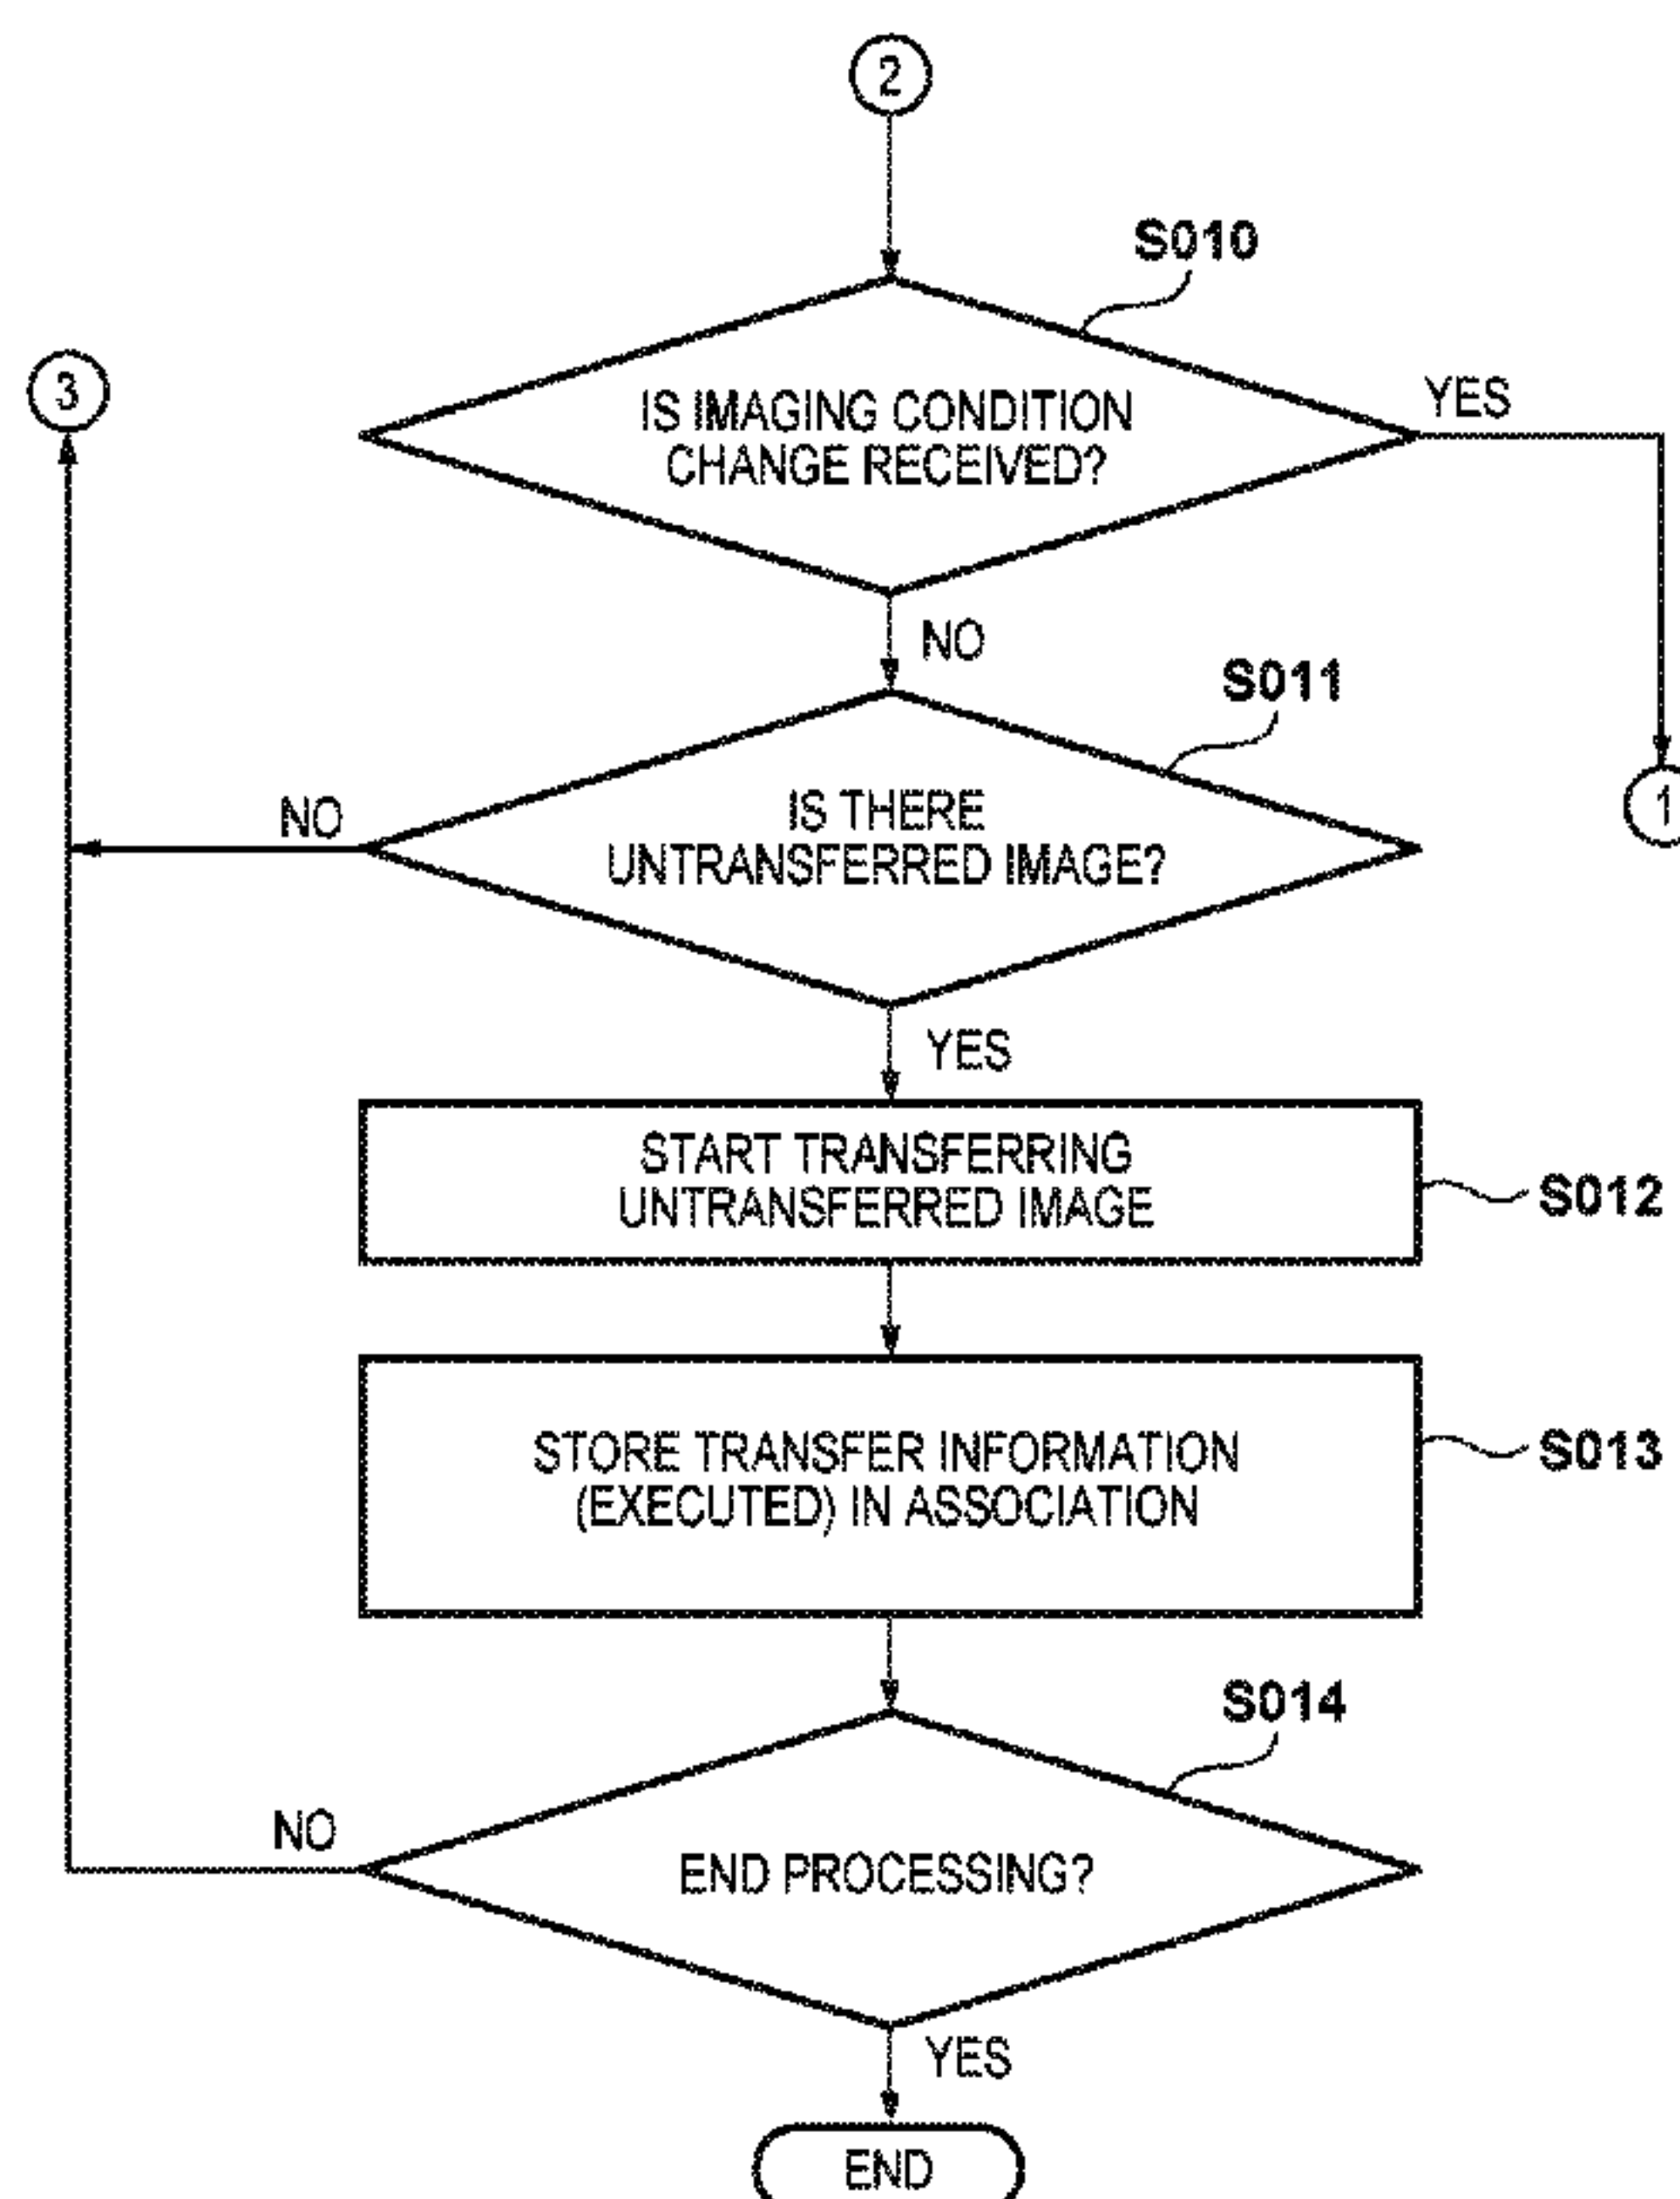 2
S010
3
IS IMAGING CONDITION
CHANGE RECEIVED?
YES
NO
S011
IS THERE
UNTRANSFERRED IMAGE?
NO
1
YES
START TRANSFERRING
UNTRANSFERRED IMAGE
S012
STORE TRANSFER INFORMATION
(EXECUTED) IN ASSOCIATION
S013
S014
NO
END PROCESSING?
YES
END